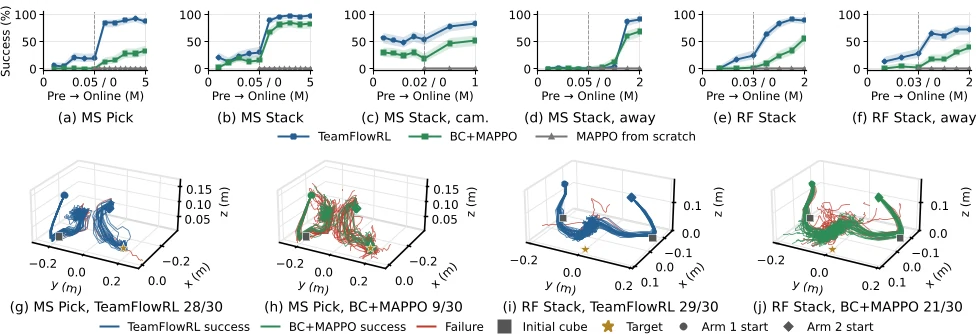 Success (%)
100
50
0
0
0.05 / 0
5
Pre → Online (M)
(a) MS Pick
100
50
0
0
0.05 / 0
5
Pre → Online (M)
(b) MS Stack
100
50
0
0
0.02 / 0
1
Pre → Online (M)
(c) MS Stack, cam.
100
50
0
0
0.05 / 0
2
Pre → Online (M)
(d) MS Stack, away
100
50
0
0
0.03 / 0
2
Pre → Online (M)
(e) RF Stack
100
50
0
0
0.03 / 0
2
Pre → Online (M)
(f) RF Stack, away
TeamFlowRL
BC+MAPPO
MAPPO from scratch
0.15
0.10
0.05
z (m)
−0.2
0.0
0.2
y (m)
x (m)
(g) MS Pick, TeamFlowRL 28/30
0.15
0.10
0.05
z (m)
−0.2
0.0
0.2
y (m)
x (m)
(h) MS Pick, BC+MAPPO 9/30
0.1
0.0
z (m)
−0.2
0.0
0.2
y (m)
−0.1
0.0
0.1
x (m)
(i) RF Stack, TeamFlowRL 29/30
0.1
0.0
z (m)
−0.2
0.0
0.2
y (m)
−0.1
0.0
0.1
x (m)
(j) RF Stack, BC+MAPPO 21/30
TeamFlowRL success
BC+MAPPO success
Failure
Initial cube
Target
Arm 1 start
Arm 2 start